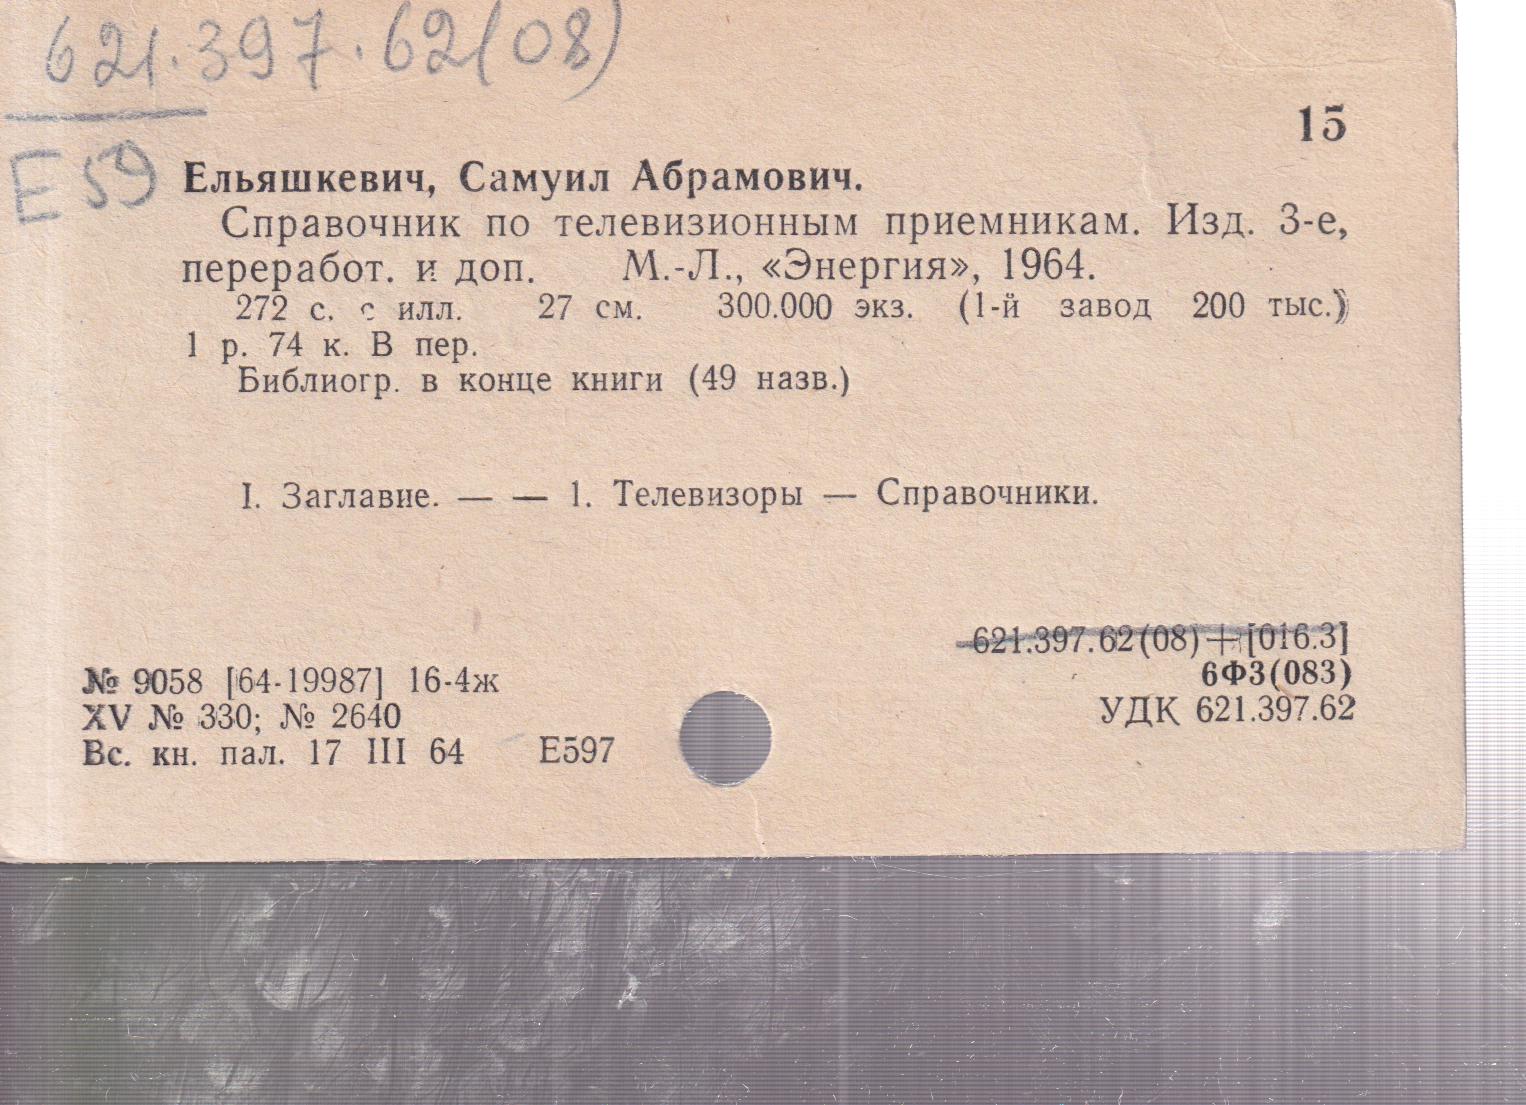 621.397.62(08)
Е59
15
Ельяшкевич, Самуил Абрамович.
Справочник по телевизионным приемникам. Изд. 3-е,
переработ. и доп. М.-Л., «Энергия», 1964.
272 с. с илл. 27 см. 300.000 экз. (1-й завод 200 тыс.)
1 р. 74 к. В пер.
Библиогр. в конце книги (49 назв.)
I. Заглавие. — — 1. Телевизоры — Справочники.
621.397.62(08)+[016.3]
6Ф3(083)
УДК 621.397.62
№ 9058 [64-19987] 16-4ж
XV № 330; № 2640
Вс. кн. пал. 17 III 64 Е597